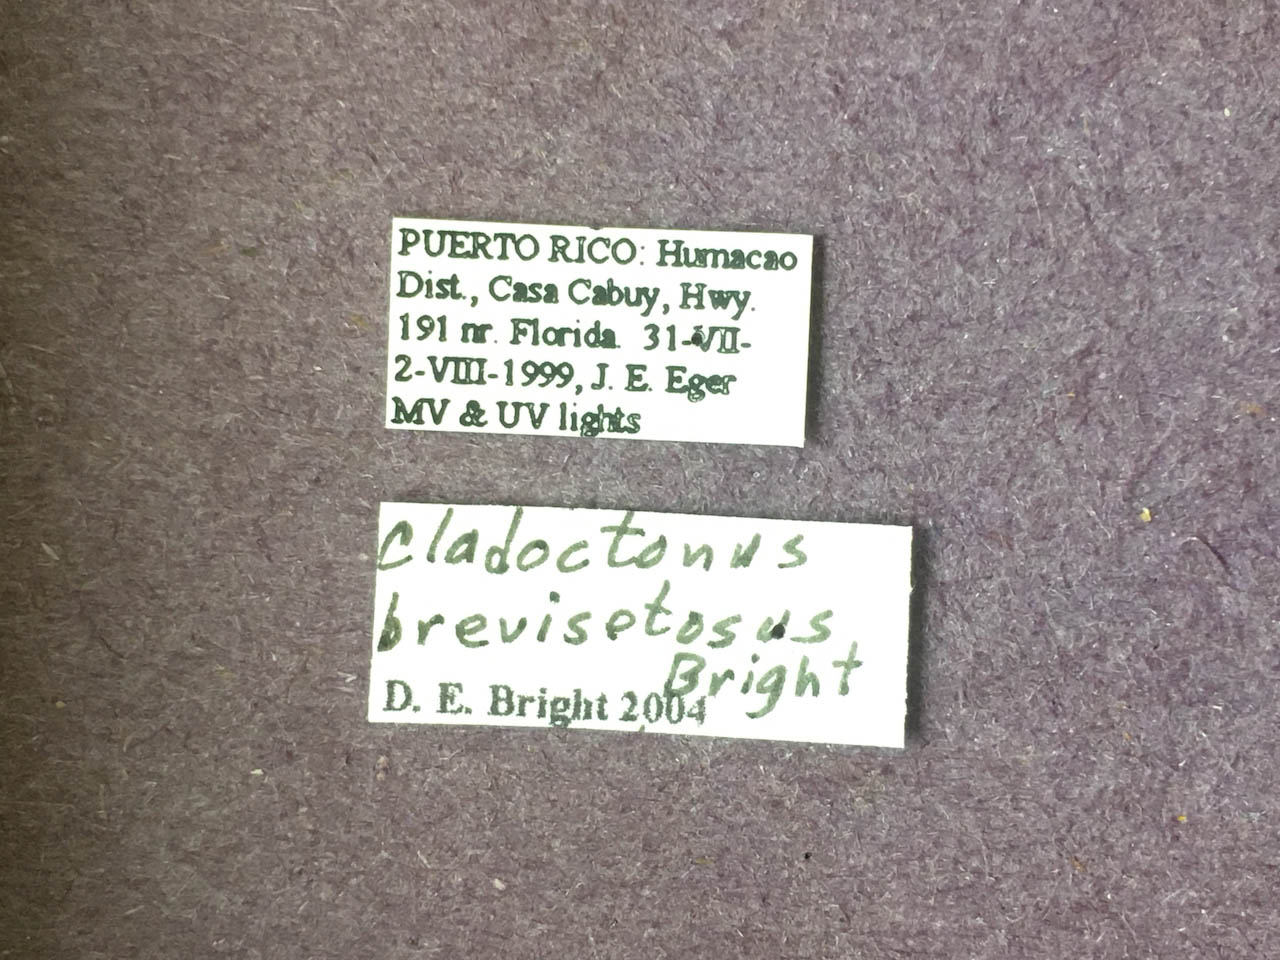 PUERTO RICO: Humacao
Dist., Casa Cabuy, Hwy.
191 nr. Florida 31-VII-
2-VIII-1999, J. E. Eger
MV & UV lights
Cladoctonus
brevisetosus
Bright
D. E. Bright 2004